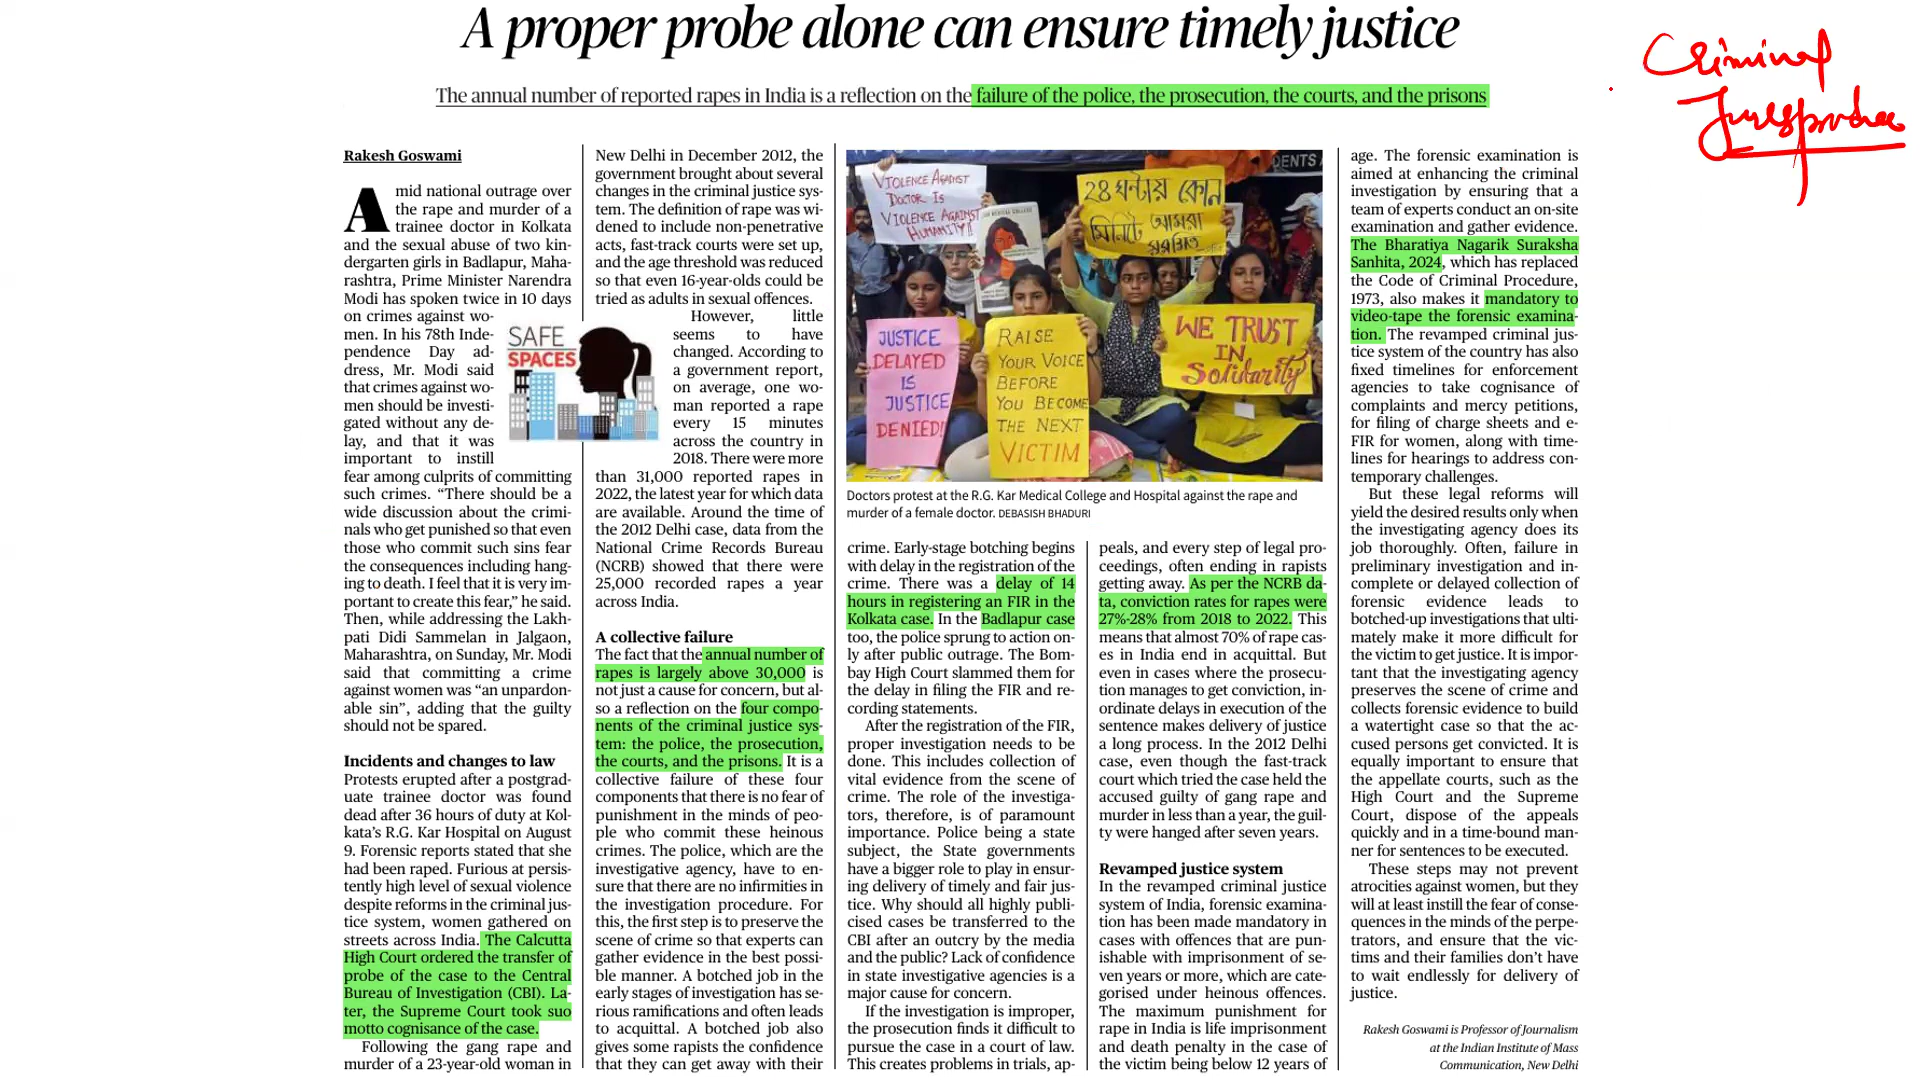 A proper probe alone can ensure timely justice
Criminal
Jurisprudence
The annual number of reported rapes in India is a reflection on the failure of the police, the prosecution, the courts, and the prisons
Rakesh Goswami
Amid national outrage over
the rape and murder of a
trainee doctor in Kolkata
and the sexual abuse of two kin-
dergarten girls in Badlapur, Maha-
rashtra, Prime Minister Narendra
Modi has spoken twice in 10 days
on crimes against wo-
men. In his 78th Inde-
pendence Day ad-
dress, Mr. Modi said
that crimes against wo-
men should be investi-
gated without any de-
lay, and that it was
important to instill
fear among culprits of committing
such crimes. “There should be a
wide discussion about the crimi-
nals who get punished so that even
those who commit such sins fear
the consequences including hang-
ing to death. I feel that it is very im-
portant to create this fear,” he said.
Then, while addressing the Lakh-
pati Didi Sammelan in Jalgaon,
Maharashtra, on Sunday, Mr. Modi
said that committing a crime
against women was “an unpardon-
able sin”, adding that the guilty
should not be spared.
Incidents and changes to law
Protests erupted after a postgrad-
uate trainee doctor was found
dead after 36 hours of duty at Kol-
kata’s R.G. Kar Hospital on August
9. Forensic reports stated that she
had been raped. Furious at persis-
tently high level of sexual violence
despite reforms in the criminal jus-
tice system, women gathered on
streets across India. The Calcutta
High Court ordered the transfer of
probe of the case to the Central
Bureau of Investigation (CBI). La-
ter, the Supreme Court took suo
motto cognisance of the case.
Following the gang rape and
murder of a 23-year-old woman in
SAFE
SPACES
New Delhi in December 2012, the
government brought about several
changes in the criminal justice sys-
tem. The definition of rape was wi-
dened to include non-penetrative
acts, fast-track courts were set up,
and the age threshold was reduced
so that even 16-year-olds could be
tried as adults in sexual offences.
However, little
seems to have
changed. According to
a government report,
on average, one wo-
man reported a rape
every 15 minutes
across the country in
2018. There were more
than 31,000 reported rapes in
2022, the latest year for which data
are available. Around the time of
the 2012 Delhi case, data from the
National Crime Records Bureau
(NCRB) showed that there were
25,000 recorded rapes a year
across India.
A collective failure
The fact that the annual number of
rapes is largely above 30,000 is
not just a cause for concern, but al-
so a reflection on the four compo-
nents of the criminal justice sys-
tem: the police, the prosecution,
the courts, and the prisons. It is a
collective failure of these four
components that there is no fear of
punishment in the minds of peo-
ple who commit these heinous
crimes. The police, which are the
investigative agency, have to en-
sure that there are no infirmities in
the investigation procedure. For
this, the first step is to preserve the
scene of crime so that experts can
gather evidence in the best possi-
ble manner. A botched job in the
early stages of investigation has se-
rious ramifications and often leads
to acquittal. A botched job also
gives some rapists the confidence
that they can get away with their
DENTS
VIOLENCE AGAINST
DOCTOR IS
VIOLENCE AGAINST
HUMANITY!!
২৪ ঘণ্টায় কোন
মিনিট আমরা
সুরক্ষিত
JUSTICE
DELAYED
IS
JUSTICE
DENIED!
RAISE
YOUR VOICE
BEFORE
YOU BECOME
THE NEXT
VICTIM
WE TRUST
IN
Solidarity
Doctors protest at the R.G. Kar Medical College and Hospital against the rape and
murder of a female doctor. DEBASISH BHADURI
crime. Early-stage botching begins
with delay in the registration of the
crime. There was a delay of 14
hours in registering an FIR in the
Kolkata case. In the Badlapur case
too, the police sprung to action on-
ly after public outrage. The Bom-
bay High Court slammed them for
the delay in filing the FIR and re-
cording statements.
After the registration of the FIR,
proper investigation needs to be
done. This includes collection of
vital evidence from the scene of
crime. The role of the investiga-
tors, therefore, is of paramount
importance. Police being a state
subject, the State governments
have a bigger role to play in ensur-
ing delivery of timely and fair jus-
tice. Why should all highly publi-
cised cases be transferred to the
CBI after an outcry by the media
and the public? Lack of confidence
in state investigative agencies is a
major cause for concern.
If the investigation is improper,
the prosecution finds it difficult to
pursue the case in a court of law.
This creates problems in trials, ap-
peals, and every step of legal pro-
ceedings, often ending in rapists
getting away. As per the NCRB da-
ta, conviction rates for rapes were
27%-28% from 2018 to 2022. This
means that almost 70% of rape cas-
es in India end in acquittal. But
even in cases where the prosecu-
tion manages to get conviction, in-
ordinate delays in execution of the
sentence makes delivery of justice
a long process. In the 2012 Delhi
case, even though the fast-track
court which tried the case held the
accused guilty of gang rape and
murder in less than a year, the guil-
ty were hanged after seven years.
Revamped justice system
In the revamped criminal justice
system of India, forensic examina-
tion has been made mandatory in
cases with offences that are pun-
ishable with imprisonment of se-
ven years or more, which are cate-
gorised under heinous offences.
The maximum punishment for
rape in India is life imprisonment
and death penalty in the case of
the victim being below 12 years of
age. The forensic examination is
aimed at enhancing the criminal
investigation by ensuring that a
team of experts conduct an on-site
examination and gather evidence.
The Bharatiya Nagarik Suraksha
Sanhita, 2024, which has replaced
the Code of Criminal Procedure,
1973, also makes it mandatory to
video-tape the forensic examina-
tion. The revamped criminal jus-
tice system of the country has also
fixed timelines for enforcement
agencies to take cognisance of
complaints and mercy petitions,
for filing of charge sheets and e-
FIR for women, along with time-
lines for hearings to address con-
temporary challenges.
But these legal reforms will
yield the desired results only when
the investigating agency does its
job thoroughly. Often, failure in
preliminary investigation and in-
complete or delayed collection of
forensic evidence leads to
botched-up investigations that ulti-
mately make it more difficult for
the victim to get justice. It is impor-
tant that the investigating agency
preserves the scene of crime and
collects forensic evidence to build
a watertight case so that the ac-
cused persons get convicted. It is
equally important to ensure that
the appellate courts, such as the
High Court and the Supreme
Court, dispose of the appeals
quickly and in a time-bound man-
ner for sentences to be executed.
These steps may not prevent
atrocities against women, but they
will at least instill the fear of conse-
quences in the minds of the perpe-
trators, and ensure that the vic-
tims and their families don’t have
to wait endlessly for delivery of
justice.
Rakesh Goswami is Professor of Journalism
at the Indian Institute of Mass
Communication, New Delhi